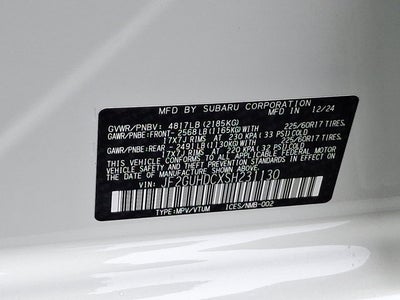 MFD. BY SUBARU CORPORATION
MFD. IN 12/24
GVWR/PNBV: 4817LB (2185KG)
GAWR/PNBE: FRONT- 2568LB (1165KG) WITH 225/60R17 TIRES.
17X7J RIMS AT 230 KPA (33 PSI) COLD
GAWR/PNBE: REAR- 2491LB (1130KG) WITH 225/60R17 TIRES.
17X7J RIMS AT 220 KPA (32 PSI) COLD
THIS VEHICLE CONFORMS TO ALL APPLICABLE
FEDERAL MOTOR VEHICLE SAFETY, BUMPER, AND
THEFT PREVENTION STANDARDS IN EFFECT ON
THE DATE OF MANUFACTURE SHOWN ABOVE.
TYPE: MPV/VTUM ICES/NMB-002